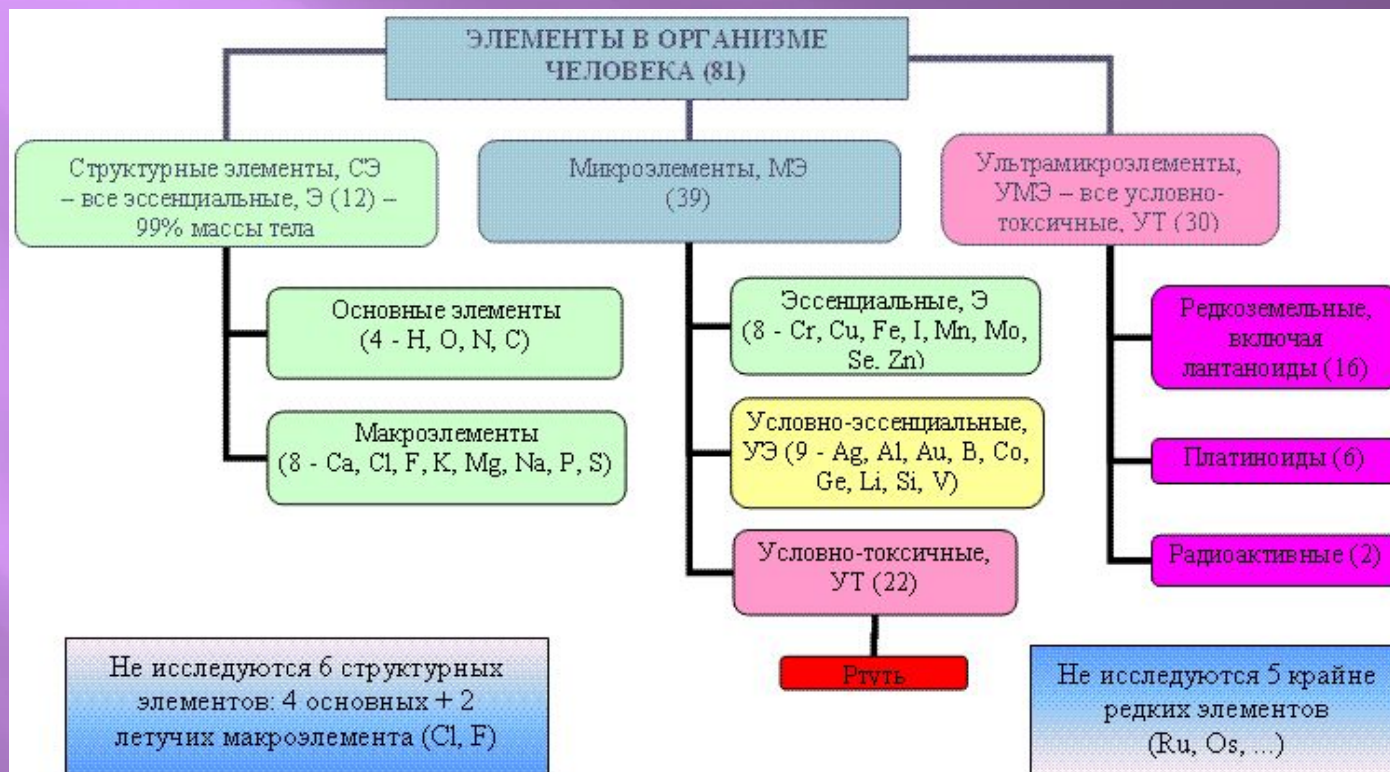 ЭЛЕМЕНТЫ В ОРГАНИЗМЕ
ЧЕЛОВЕКА (81)
Структурные элементы, СЭ
– все эссенциальные, Э (12) –
99% массы тела
Микроэлементы, МЭ
(39)
Ультрамикроэлементы,
УМЭ – все условно-
токсичные, УТ (30)
Основные элементы
(4 - H, O, N, C)
Макроэлементы
(8 - Ca, Cl, F, K, Mg, Na, P, S)
Эссенциальные, Э
(8 - Cr, Cu, Fe, I, Mn, Mo,
Se, Zn)
Условно-эссенциальные,
УЭ (9 - Ag, Al, Au, B, Co,
Ge, Li, Si, V)
Условно-токсичные,
УТ (22)
Ртуть
Редкоземельные,
включая
лантаноиды (16)
Платиноиды (6)
Радиоактивные (2)
Не исследуются 6 структурных
элементов: 4 основных + 2
летучих макроэлемента (Cl, F)
Не исследуются 5 крайне
редких элементов
(Ru, Os, ...)